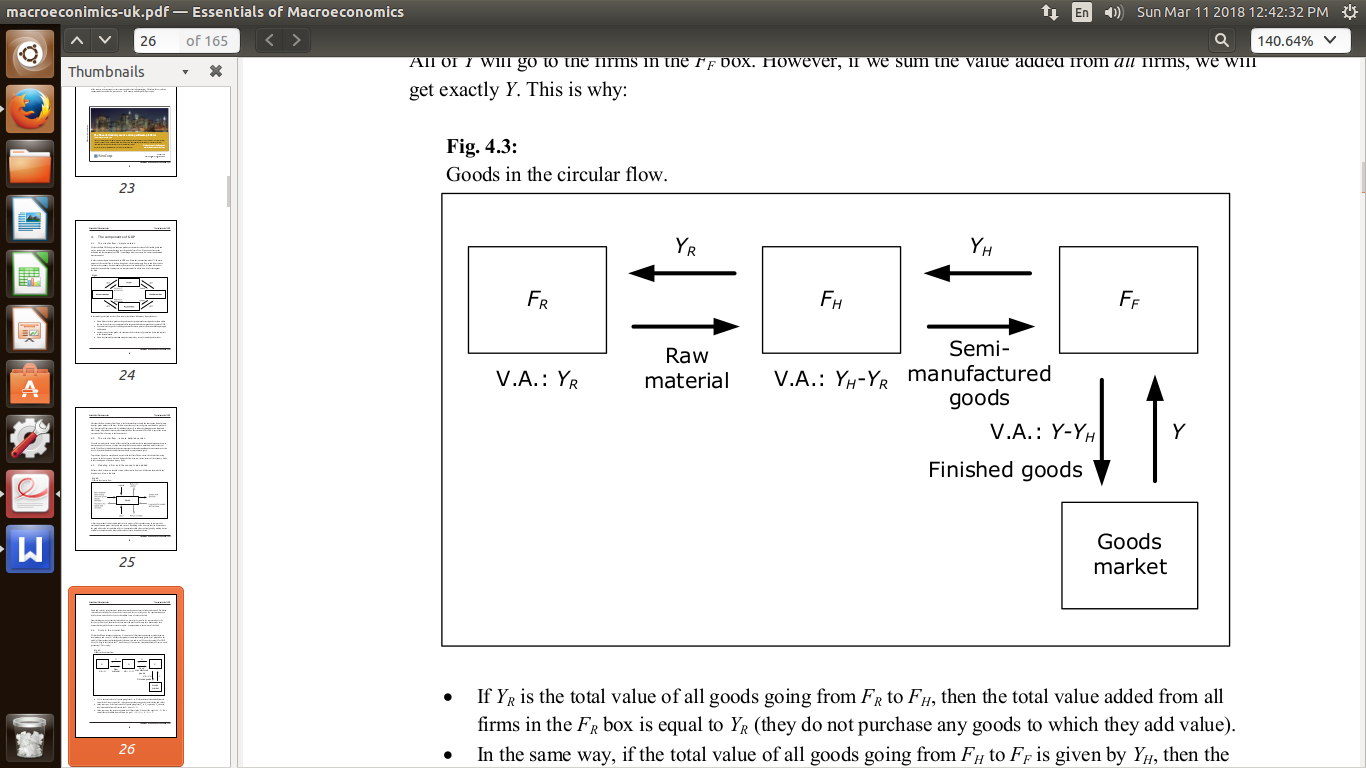 macroeconimics-uk.pdf — Essentials of Macroeconomics
En
Sun Mar 11 2018 12:42:32 PM
26 of 165
140.64%
Thumbnails
23
24
25
26
All of Y will go to the firms in the FF box. However, if we sum the value added from all firms, we will
get exactly Y. This is why:
Fig. 4.3:
Goods in the circular flow.
YR
YH
FR
FH
FF
Raw
material
Semi-
manufactured
goods
V.A.: YR
V.A.: YH-YR
V.A.: Y-YH
Y
Finished goods
Goods
market
• If YR is the total value of all goods going from FR to FH, then the total value added from all
firms in the FR box is equal to YR (they do not purchase any goods to which they add value).
• In the same way, if the total value of all goods going from FH to FF is given by YH, then the